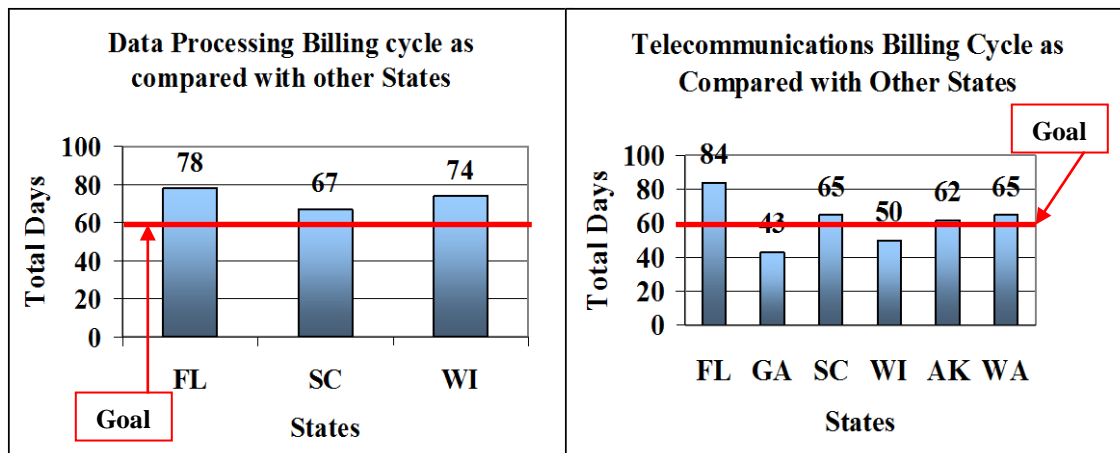 Data Processing Billing cycle as
compared with other States
Total Days
100
80
60
40
20
0
78
67
74
FL SC WI
States
Goal
Telecommunications Billing Cycle as
Compared with Other States
Goal
Total Days
100
80
60
40
20
0
84
43
65
50
62
65
FL GA SC WI AK WA
States